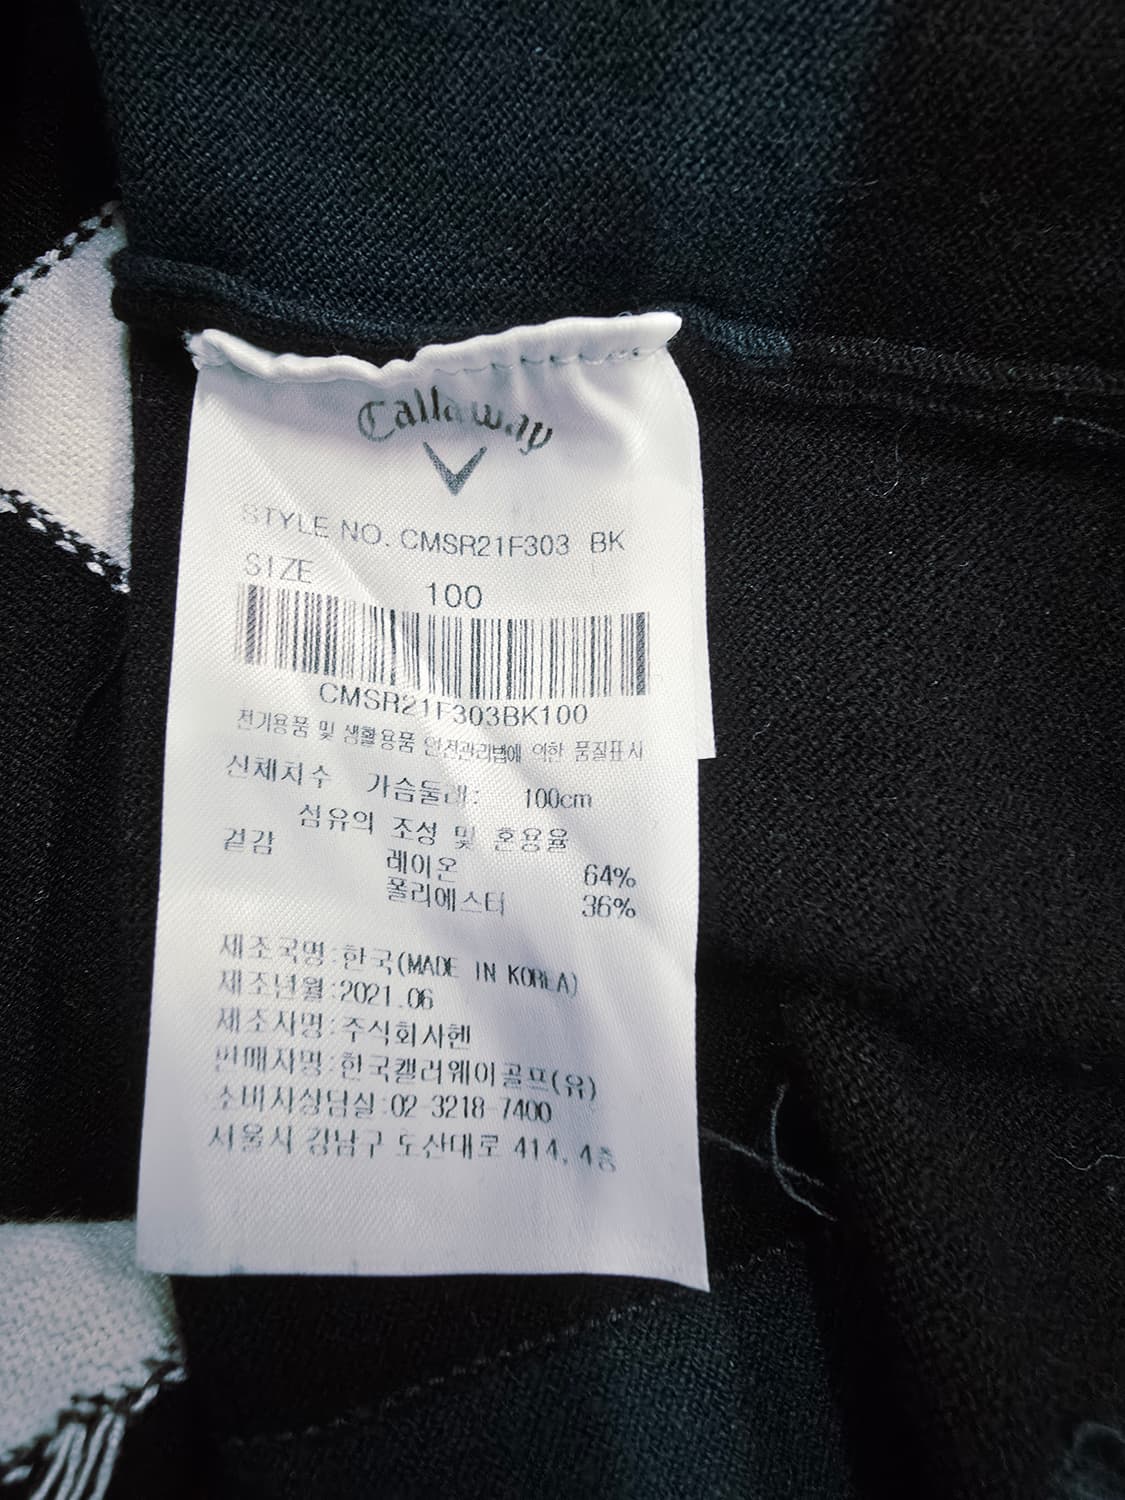 Callaway
STYLE NO. CMSR21F303 BK
SIZE 100
CMSR21F303BK100
전기용품 및 생활용품 안전관리법에 의한 품질표시
신체치수 가슴둘레: 100cm
섬유의 조성 및 혼용율
겉감 레이온 64%
폴리에스터 36%
제조국명:한국(MADE IN KOREA)
제조년월:2021.06
제조자명:주식회사헨
판매자명:한국캘러웨이골프(유)
소비자상담실:02-3218-7400
서울시 강남구 도산대로 414, 4층